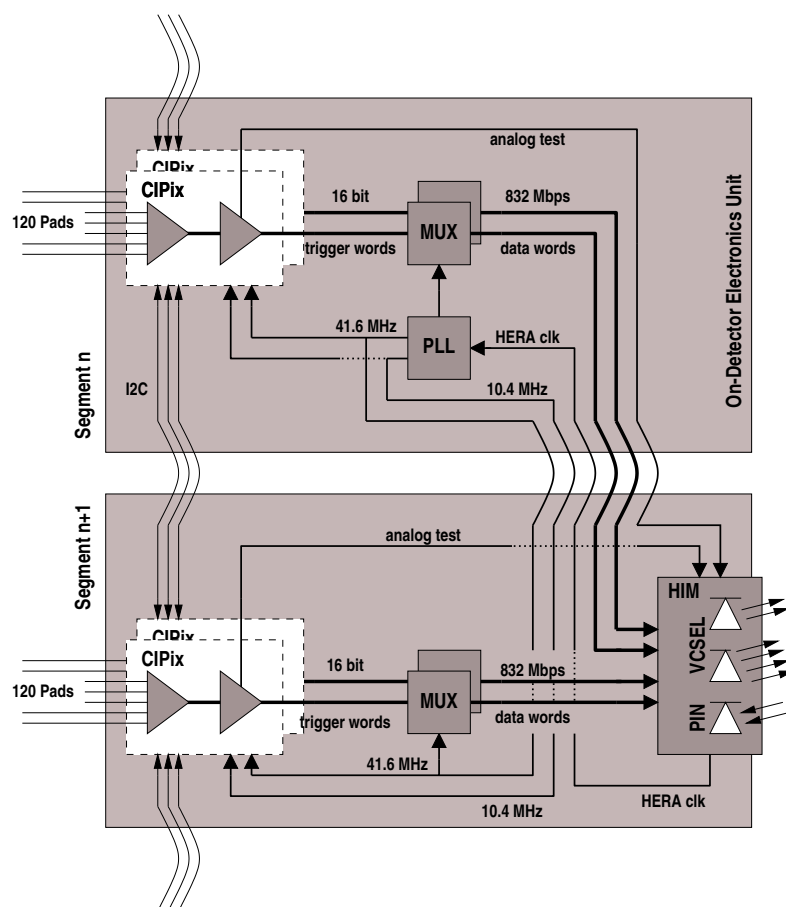 analog test
CIPix
CIPix
16 bit
832 Mbps
120 Pads
MUX
trigger words
data words
On-Detector Electronics Unit
41.6 MHz
PLL
HERA clk
Segment n
I2C
10.4 MHz
Segment n+1
analog test
HIM
CIPix
CIPix
VCSEL
16 bit
832 Mbps
120 Pads
MUX
PIN
trigger words
data words
41.6 MHz
HERA clk
10.4 MHz